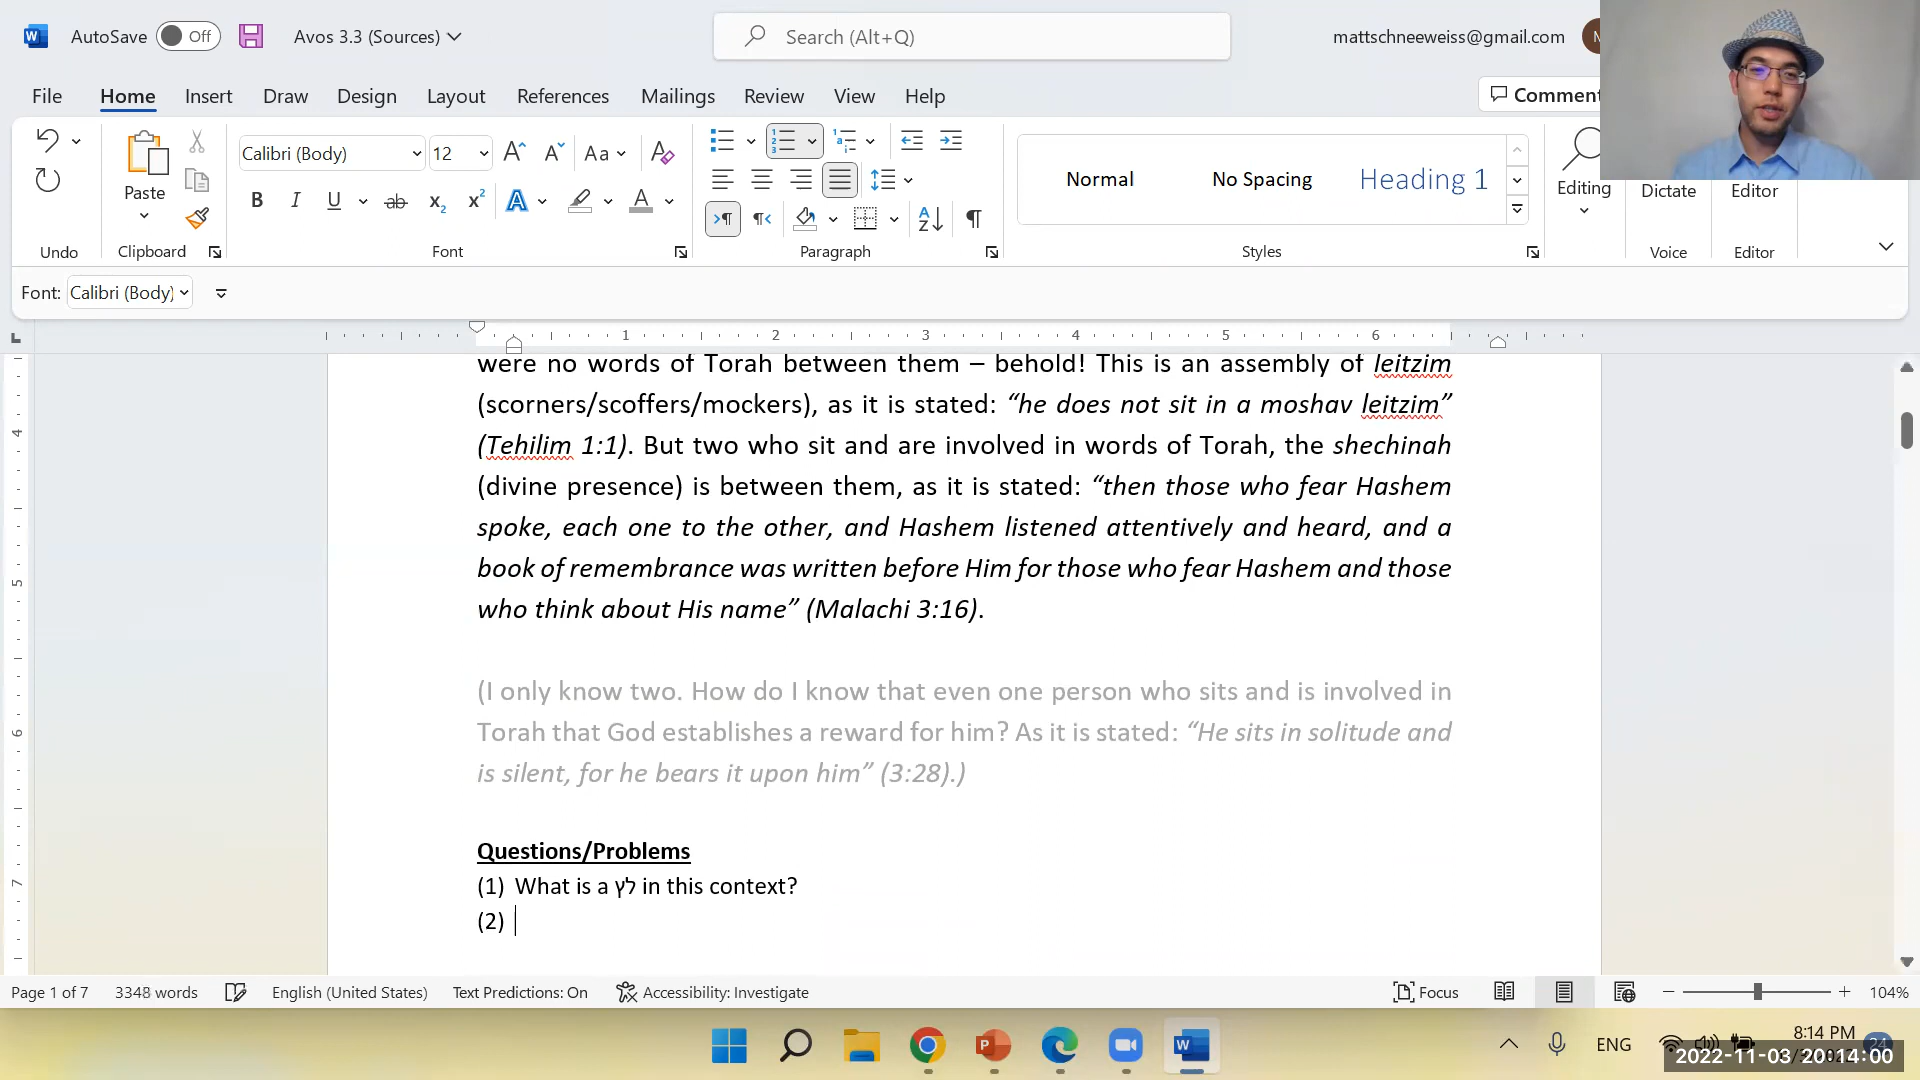 AutoSave Off Avos 3.3 (Sources) Search (Alt+Q) mattschneeweiss@gmail.com
File Home Insert Draw Design Layout References Mailings Review View Help Comment
Calibri (Body) 12 Aa
Paste
B I U ab x2 x2 A A
Normal No Spacing Heading 1
Editing Dictate Editor
Undo Clipboard Font Paragraph Styles Voice Editor
Font: Calibri (Body)
1 2 3 4 5 6
were no words of Torah between them – behold! This is an assembly of leitzim
(scorners/scoffers/mockers), as it is stated: “he does not sit in a moshav leitzim”
(Tehilim 1:1). But two who sit and are involved in words of Torah, the shechinah
(divine presence) is between them, as it is stated: “then those who fear Hashem
spoke, each one to the other, and Hashem listened attentively and heard, and a
book of remembrance was written before Him for those who fear Hashem and those
who think about His name” (Malachi 3:16).
(I only know two. How do I know that even one person who sits and is involved in
Torah that God establishes a reward for him? As it is stated: “He sits in solitude and
is silent, for he bears it upon him” (3:28).)
Questions/Problems
(1) What is a לץ in this context?
(2)
Page 1 of 7 3348 words English (United States) Text Predictions: On Accessibility: Investigate Focus 104%
ENG 8:14 PM 24
2022-11-03 20:14:00